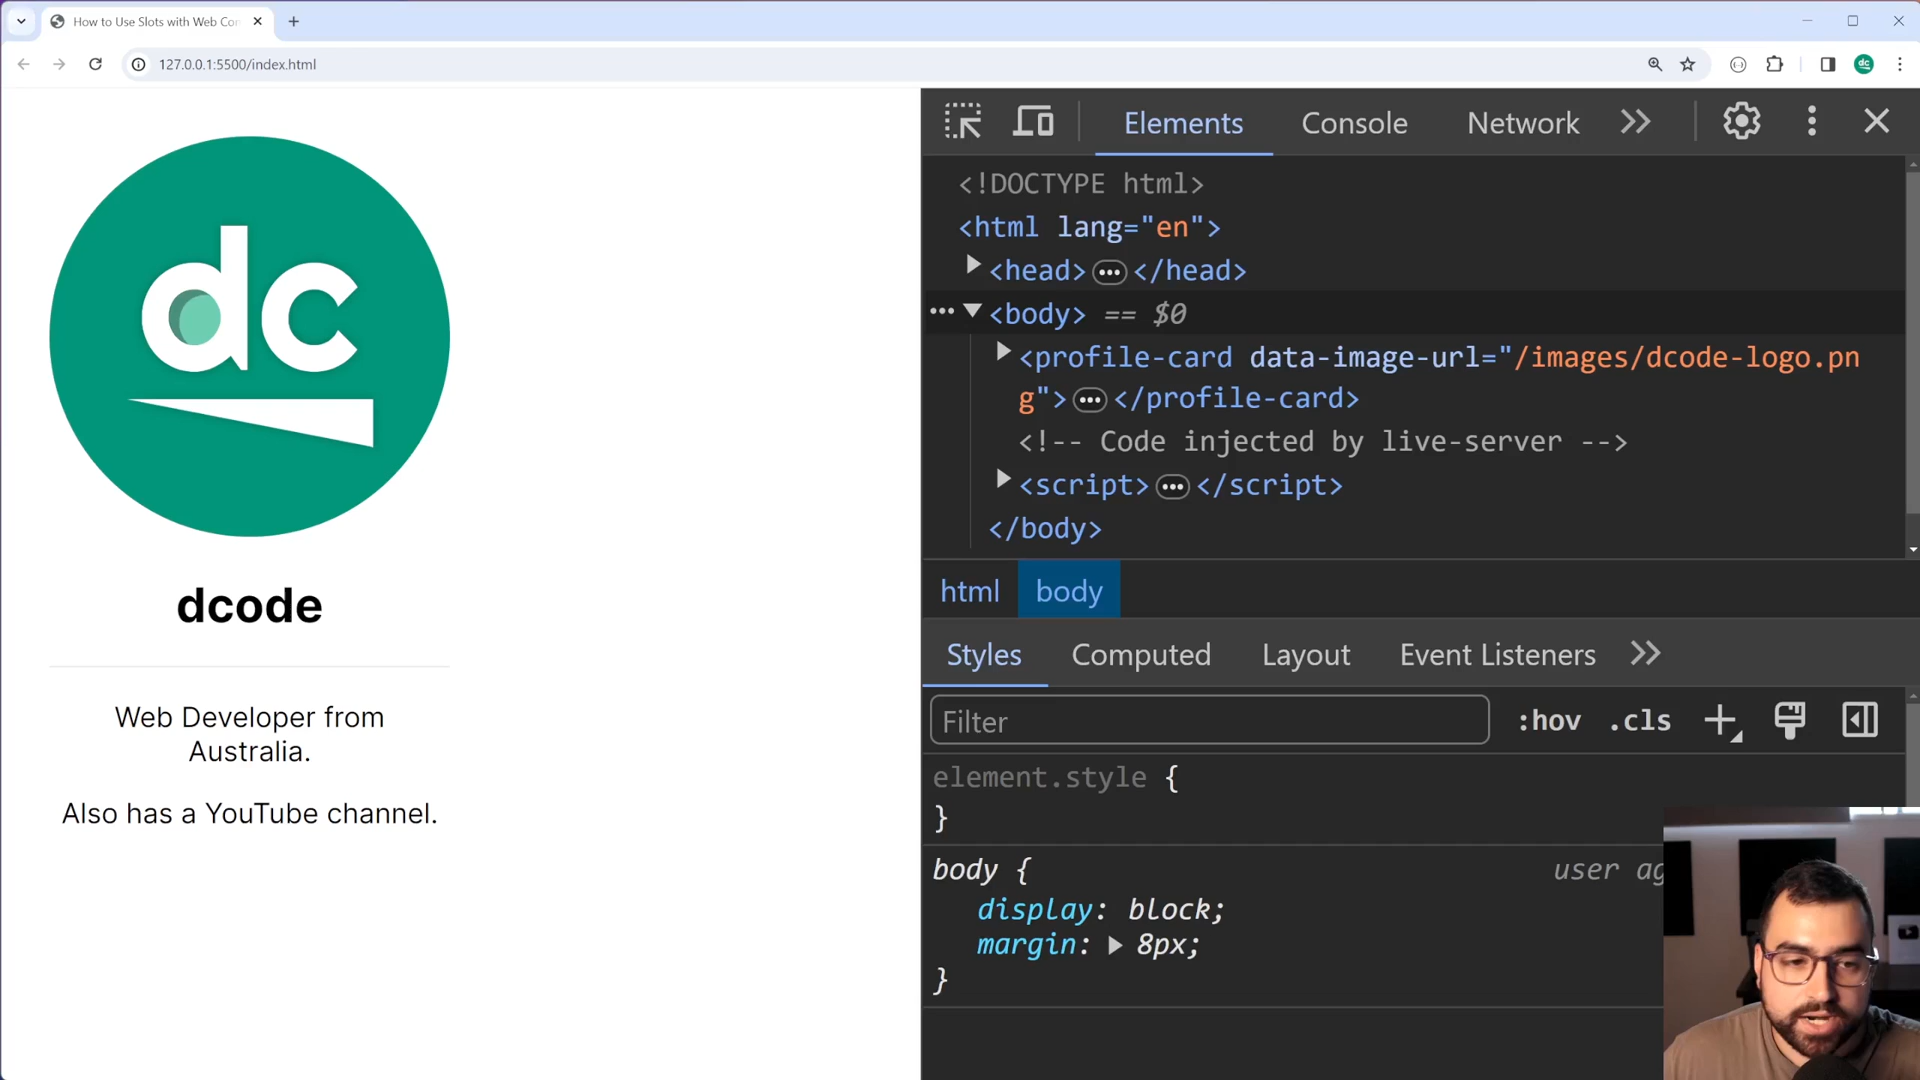 How to Use Slots with Web Con
127.0.0.1:5500/index.html
dc
dc
dcode
Web Developer from
Australia.
Also has a YouTube channel.
Elements Console Network
<!DOCTYPE html>
<html lang="en">
<head> ••• </head>
••• <body> == $0
<profile-card data-image-url="/images/dcode-logo.pn
g"> ••• </profile-card>
<!-- Code injected by live-server -->
<script> ••• </script>
</body>
html body
Styles Computed Layout Event Listeners
Filter :hov .cls
element.style {
}
body { user ag
display: block;
margin: 8px;
}